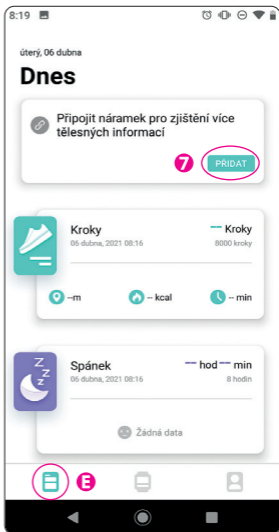 8:19
úterý, 06 dubna
Dnes
Připojit náramek pro zjištění více
tělesných informací
7 PŘIDAT
Kroky -- Kroky
06 dubna, 2021 08:16 8000 kroky
--m -- kcal -- min
Z Z Z
Spánek -- hod -- min
06 dubna, 2021 08:16 8 hodin
Žádná data
E